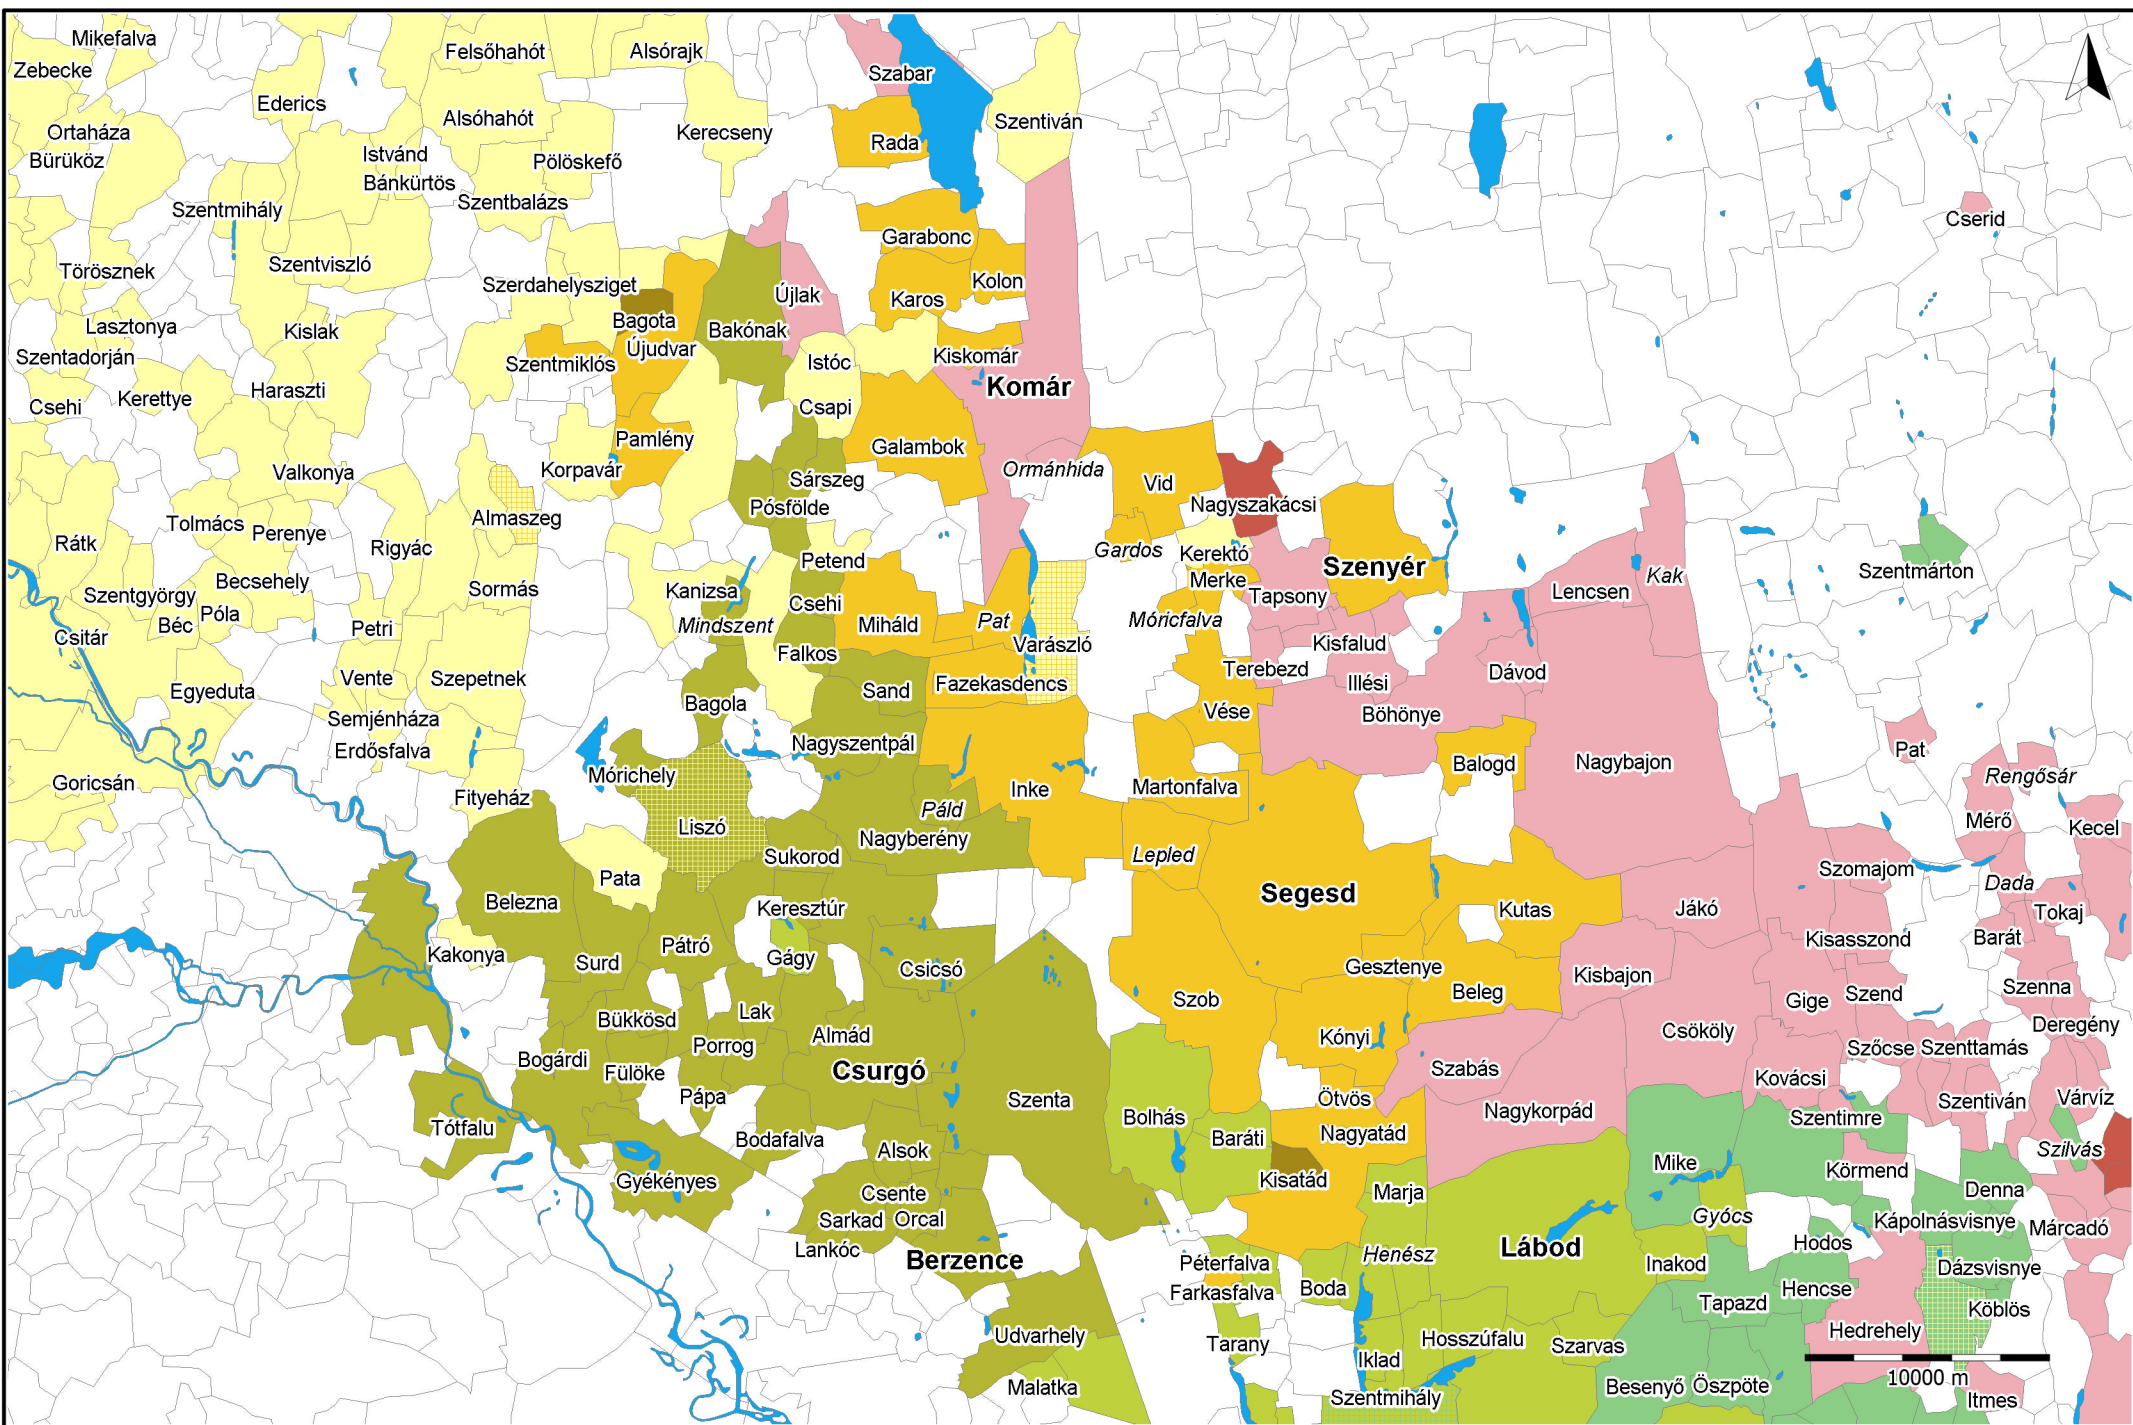 Mikefalva
Felsőhahót
Alsórajk
Zebecke
Szabar
Ederics
Alsóhahót
Szentiván
Ortaháza
Kerecseny
Rada
Bürüköz
Istvánd
Pölöskefő
Bánkürtös
Szentbalázs
Szentmihály
Cserid
Garabonc
Törösznek
Szentviszló
Szerdahelysziget
Kolon
Újlak
Karos
Lasztonya
Kislak
Bagota
Bakónak
Szentadorján
Újudvar
Istóc
Kiskomár
Szentmiklós
Komár
Haraszti
Csehi
Kerettye
Csapi
Pamlény
Galambok
Valkonya
Korpavár
Ormánhida
Sárszeg
Vid
Pósfölde
Nagyszakácsi
Tolmács
Perenye
Almaszeg
Rátk
Rigyác
Petend
Gardos
Kerektó
Szenyér
Szentmárton
Becsehely
Sormás
Kanizsa
Merke
Lencsen
Kak
Szentgyörgy
Póla
Csehi
Tapsony
Béc
Petri
Mindszent
Miháld
Pat
Móricfalva
Csitár
Varászló
Kisfalud
Falkos
Terebezd
Vente
Szepetnek
Fazekasdencs
Illési
Dávod
Egyeduta
Sand
Bagola
Vése
Böhönye
Semjénháza
Nagyszentpál
Erdősfalva
Pat
Goricsán
Mórichely
Balogd
Nagybajon
Rengősár
Fityeház
Inke
Martonfalva
Páld
Liszó
Mérő
Kecel
Nagyberény
Sukorod
Lepled
Szomajom
Pata
Segesd
Dada
Belezna
Keresztúr
Kutas
Jákó
Tokaj
Kakonya
Pátró
Gágy
Kisasszond
Barát
Surd
Csicsó
Gesztenye
Kisbajon
Szob
Beleg
Gige
Szend
Szenna
Bükkösd
Lak
Almád
Kónyi
Csököly
Deregény
Bogárdi
Porrog
Szőcse
Szenttamás
Fülöke
Csurgó
Szabás
Kovácsi
Pápa
Szenta
Ötvös
Nagykorpád
Szentiván
Várvíz
Tótfalu
Bodafalva
Bolhás
Baráti
Nagyatád
Szentimre
Alsok
Szilvás
Gyékényes
Kisatád
Mike
Körmend
Csente
Marja
Denna
Sarkad
Orcal
Gyócs
Kápolnásvisnye
Márcadó
Lankóc
Henész
Lábod
Hodos
Berzence
Péterfalva
Inakod
Dázsvisnye
Farkasfalva
Boda
Hencse
Tapazd
Köblös
Udvarhely
Tarany
Hosszúfalu
Szarvas
Hedrehely
Iklad
Malatka
Szentmihály
Besenyő
Öszpöte
10000 m
Itmes